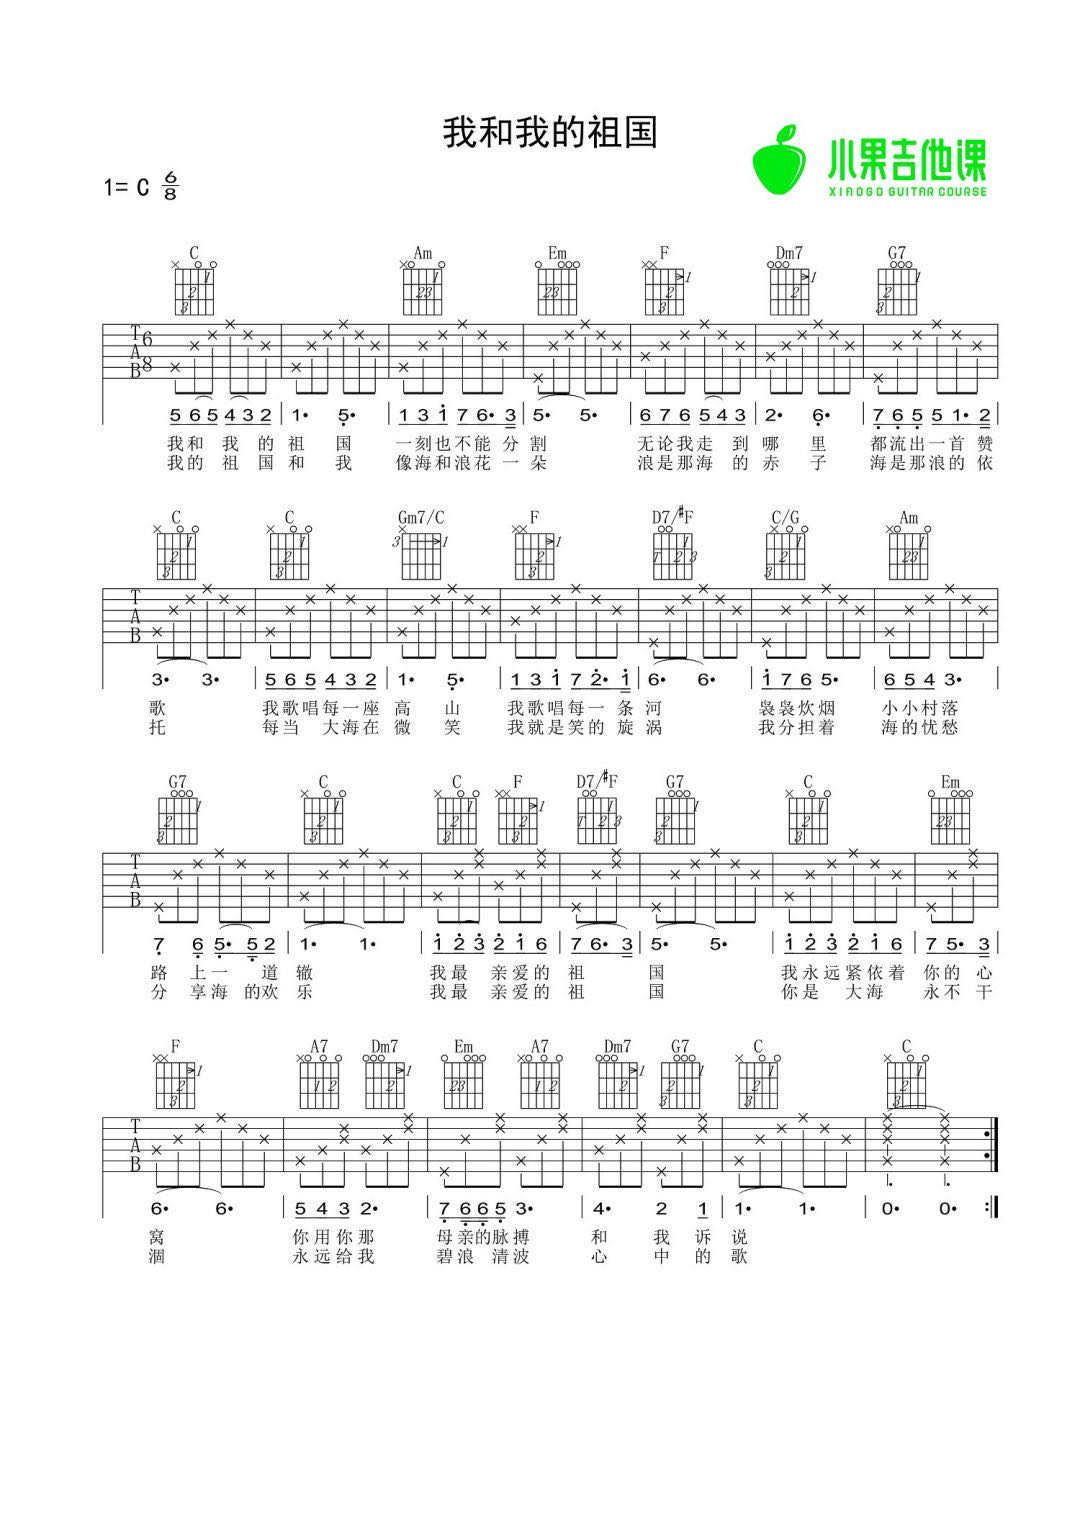 我和我的祖国
小果吉他课
XIAOGO GUITAR COURSE
1= C 6/8
C Am Em F Dm7 G7
T A B 6 8
5 6 5 4 3 2 1• 5• 1 3 1 7 6• 3 5• 5• 6 7 6 5 4 3 2• 6• 7 6 5 5 1• 2
我和 我 的 祖 国 一刻也不能分割 无论我走 到 哪 里 都流出一首 赞
我的 祖 国 和 我 像海和浪花一朵 浪是那海 的 赤 子 海是那浪的 依
C C Gm7/C F D7/#F C/G Am
3 1
T A B
3• 3• 5 6 5 4 3 2 1• 5• 1 3 1 7 2• 1 6• 6• 1 7 6 5 6 5 4 3•
歌 我歌唱每一座 高 山 我歌唱每一 条 河 袅袅炊烟 小小村落
托 每当 大海在 微 笑 我就是笑的 旋 涡 我分担着 海的忧愁
G7 C C F D7/#F G7 C Em
T A B
7 6 5• 5 2 1• 1• 1 2 3 2 1 6 7 6• 3 5• 5• 1 2 3 2 1 6 7 5• 3
路 上一 道 辙 我最 亲爱的 祖 国 我永远紧依着 你的 心
分 享海 的欢 乐 我最 亲爱的 祖 国 你是 大海 永不 干
F A7 Dm7 Em A7 Dm7 G7 C C
T A B
6• 6• 5 4 3 2• 7 6 6 5 3• 4• 2 1 1• 1• 0• 0•
窝 你用你那 母亲的脉搏 和 我 诉 说
涸 永远给我 碧浪 清波 心 中 的 歌